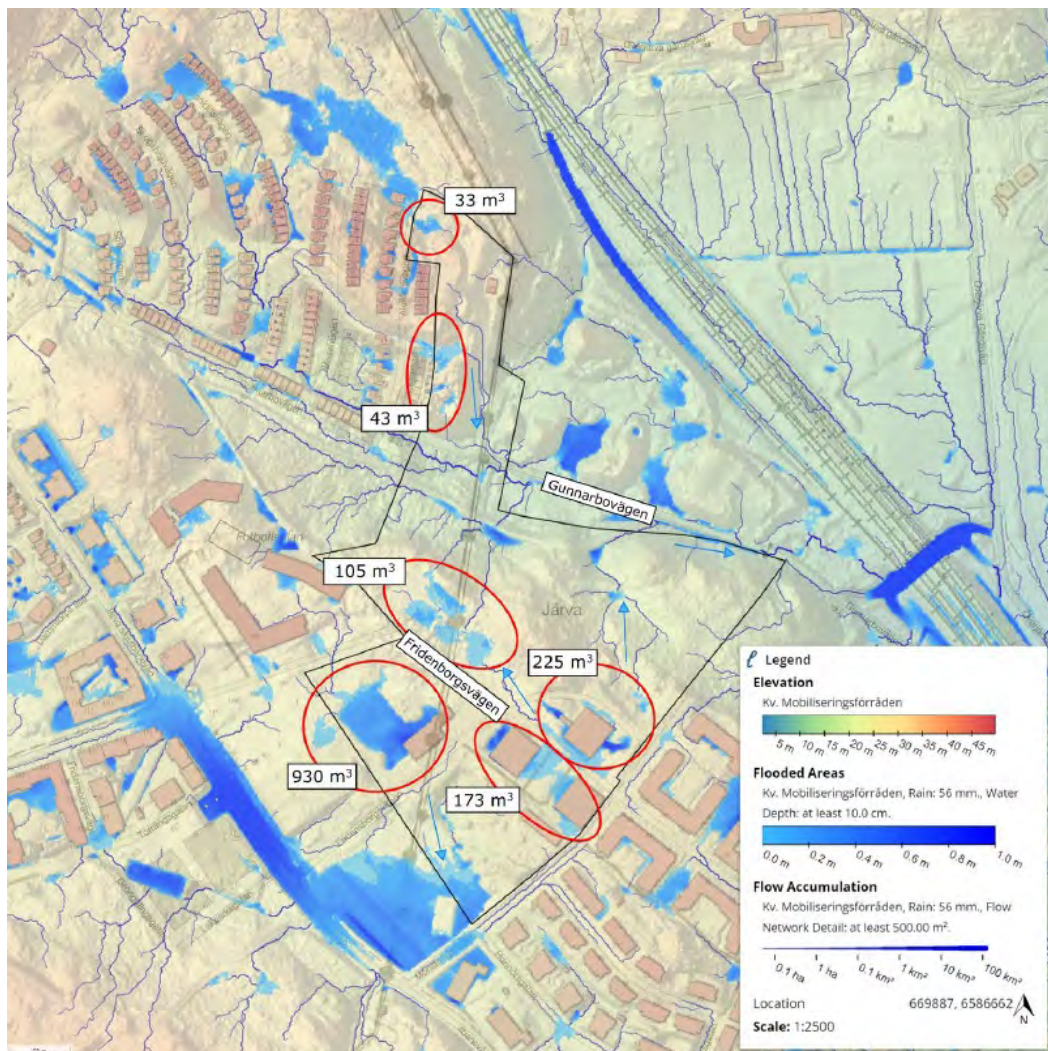 33 m³
43 m³
Gunnarbovägen
105 m³
Järva
Fridenborgsvägen
225 m³
930 m³
173 m³
Legend
Elevation
Kv. Mobiliseringsförråden
5 m 10 m 15 m 20 m 25 m 30 m 35 m 40 m 45 m
Flooded Areas
Kv. Mobiliseringsförråden, Rain: 56 mm., Water
Depth: at least 10.0 cm.
0.0 m 0.2 m 0.4 m 0.6 m 0.8 m 1.0 m
Flow Accumulation
Kv. Mobiliseringsförråden, Rain: 56 mm., Flow
Network Detail: at least 500.00 m².
0.1 ha 1 ha 0.1 km² 1 km² 10 km² 100 km²
Location 669887, 6586662
N
Scale: 1:2500